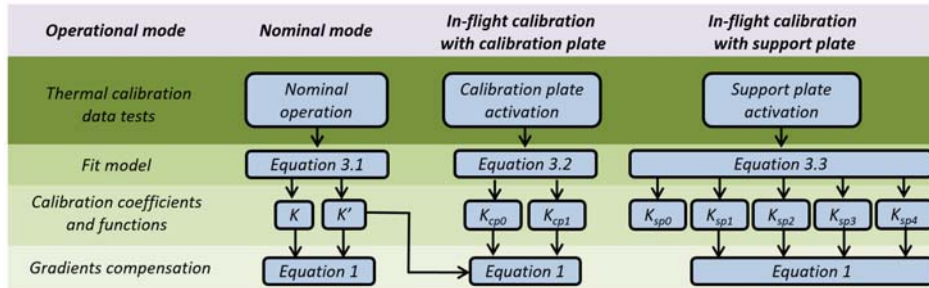 Operational mode
Nominal mode
In-flight calibration
with calibration plate
In-flight calibration
with support plate
Thermal calibration
data tests
Nominal
operation
Calibration plate
activation
Support plate
activation
Fit model
Equation 3.1
Equation 3.2
Equation 3.3
Calibration coefficients
and functions
K
K'
Kcp0
Kcp1
Ksp0
Ksp1
Ksp2
Ksp3
Ksp4
Gradients compensation
Equation 1
Equation 1
Equation 1